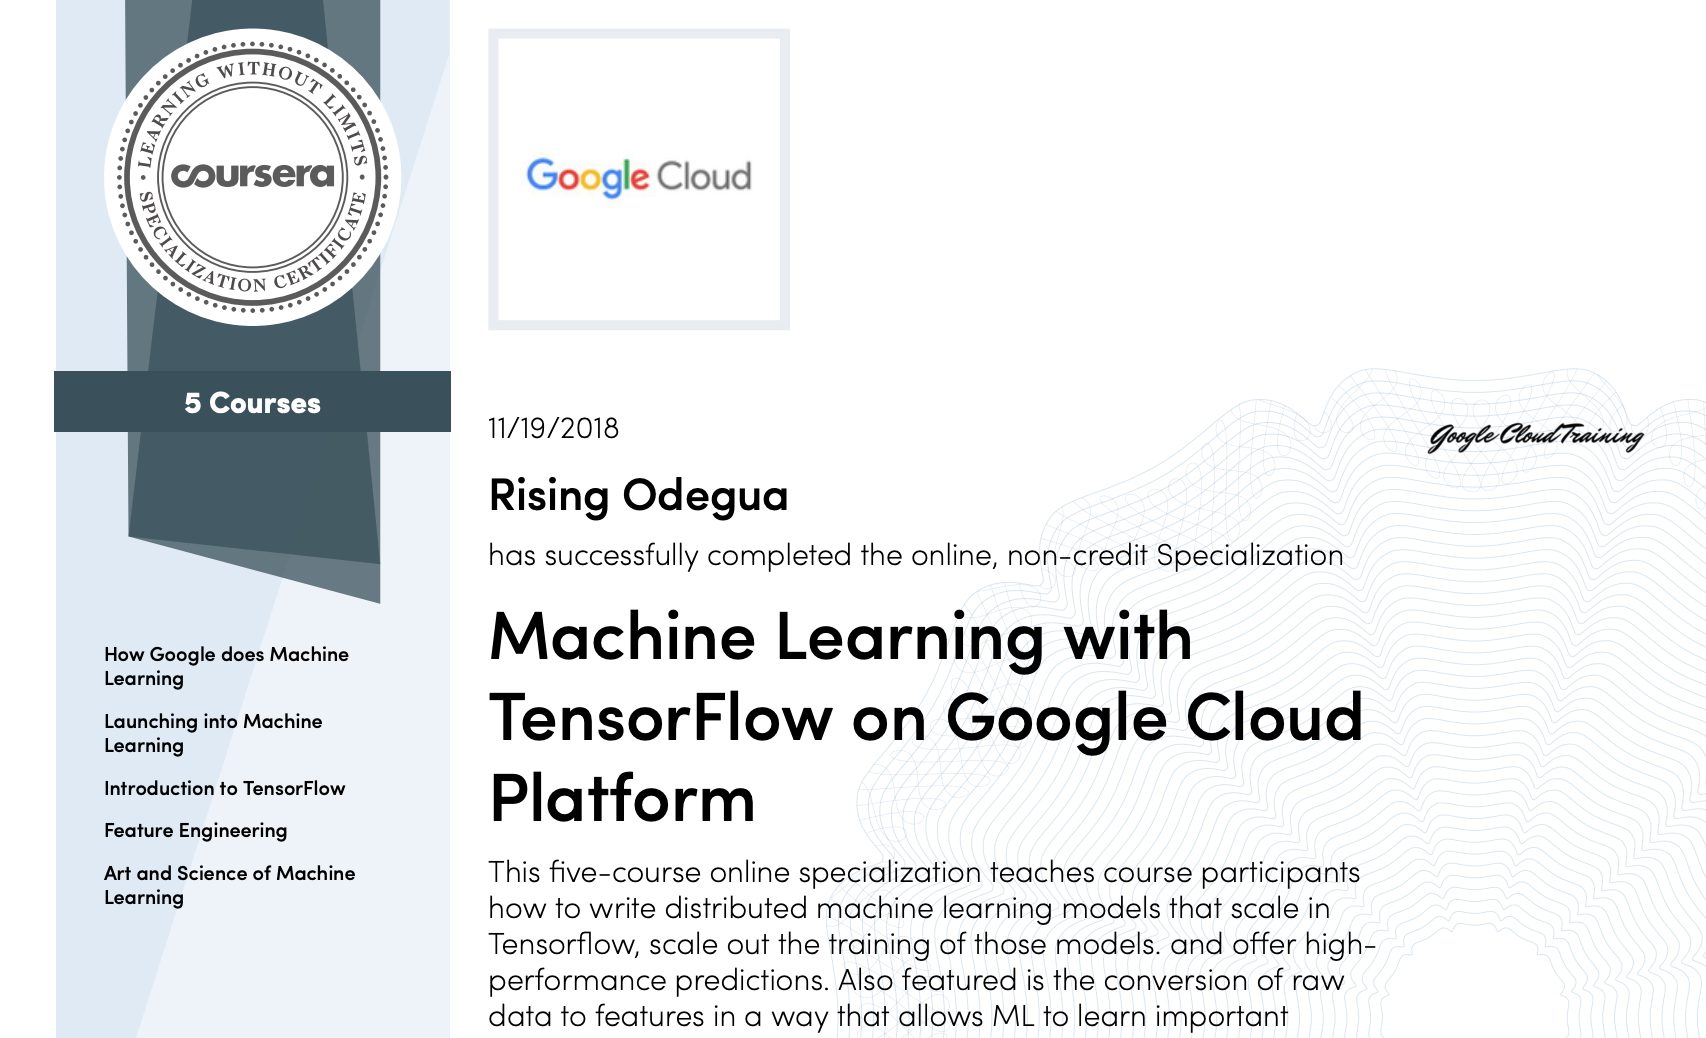 LEARNING WITHOUT LIMITS
coursera
SPECIALIZATION CERTIFICATE
5 Courses
How Google does Machine
Learning
Launching into Machine
Learning
Introduction to TensorFlow
Feature Engineering
Art and Science of Machine
Learning
Google Cloud
11/19/2018
Google Cloud Training
Rising Odegua
has successfully completed the online, non-credit Specialization
Machine Learning with
TensorFlow on Google Cloud
Platform
This five-course online specialization teaches course participants
how to write distributed machine learning models that scale in
Tensorflow, scale out the training of those models. and offer high-
performance predictions. Also featured is the conversion of raw
data to features in a way that allows ML to learn important